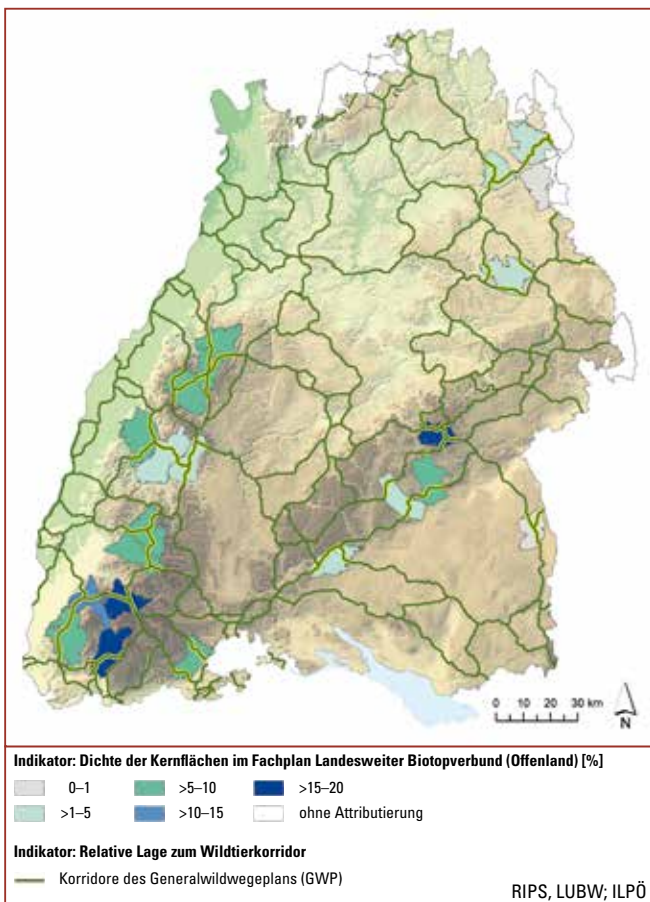 0 10 20 30 km
N
Indikator: Dichte der Kernflächen im Fachplan Landesweiter Biotopverbund (Offenland) [%]
0–1 >5–10 >15–20
>1–5 >10–15 ohne Attributierung
Indikator: Relative Lage zum Wildtierkorridor
Korridore des Generalwildwegeplans (GWP)
RIPS, LUBW; ILPÖ